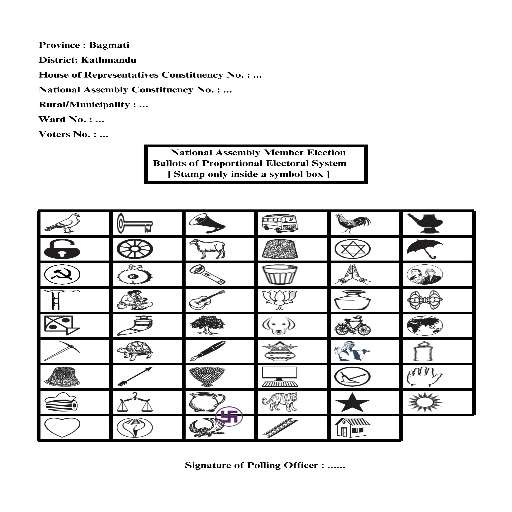 Province : Bagmati
District: Kathmandu
House of Representatives Constituency No. : ...
National Assembly Constituency No. : ...
Rural/Municipality : ...
Ward No. : ...
Voters No. : ...
National Assembly Member Election
Ballots of Proportional Electoral System
[ Stamp only inside a symbol box ]
Signature of Polling Officer : ......